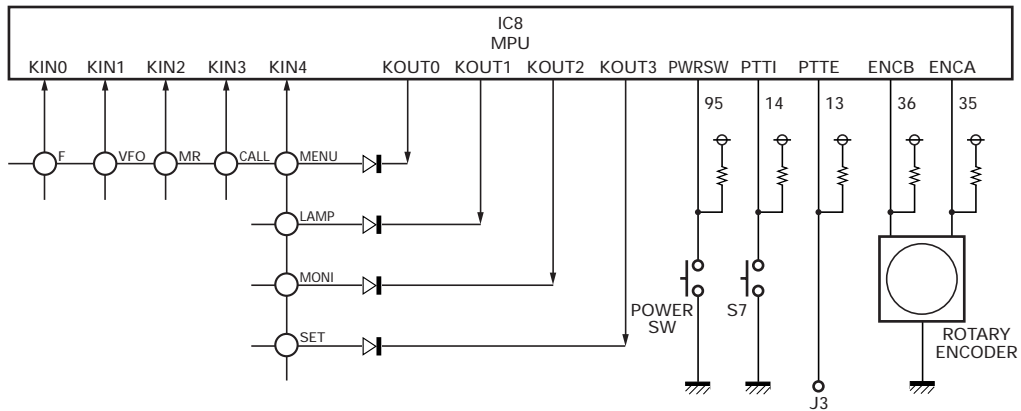 IC8
MPU
KIN0 KIN1 KIN2 KIN3 KIN4 KOUT0 KOUT1 KOUT2 KOUT3 PWRSW PTTI PTTE ENCB ENCA
95 14 13 36 35
F VFO MR CALL MENU
LAMP
MONI
SET
POWER
SW
S7
ROTARY
ENCODER
J3